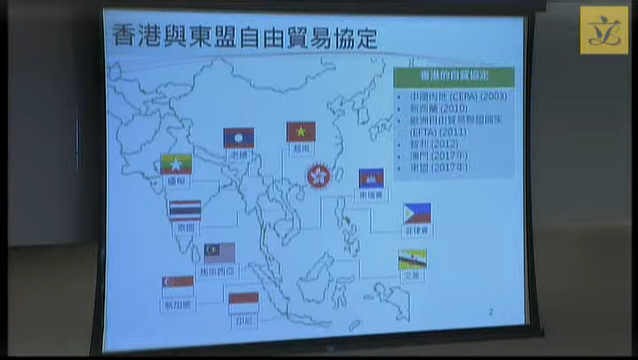 立
香港與東盟自由貿易協定
香港的自貿協定
• 中國內地 (CEPA) (2003)
• 新西蘭 (2010)
• 歐洲自由貿易聯盟國家
(EFTA) (2011)
• 智利 (2012)
• 澳門 (2017年)
• 東盟 (2017年)
老撾
越南
緬甸
柬埔寨
泰國
菲律賓
馬來西亞
文萊
新加坡
印尼
2